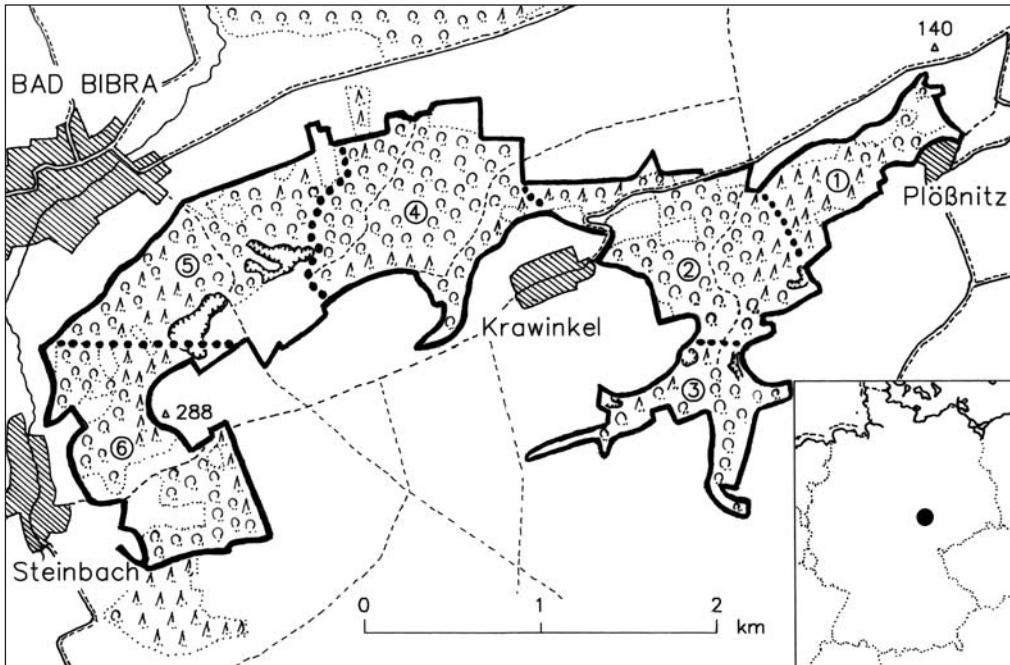 140
BAD BIBRA
①
Plößnitz
④
⑤
②
Krawinkel
③
288
⑥
Steinbach
0 1 2
km